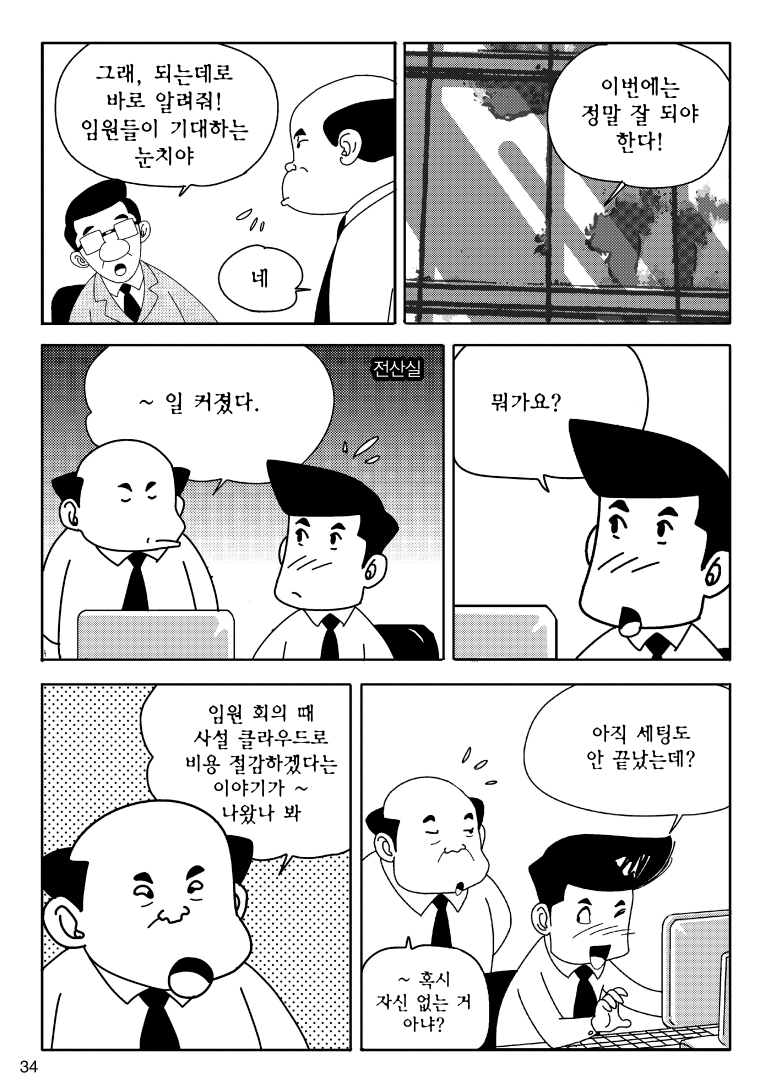 그래, 되는데로
바로 알려줘!
임원들이 기대하는
눈치야
네
이번에는
정말 잘 되야
한다!
전산실
~ 일 커졌다.
뭐가요?
임원 회의 때
사설 클라우드로
비용 절감하겠다는
이야기가 ~
나왔나 봐
아직 세팅도
안 끝났는데?
~ 혹시
자신 없는 거
아냐?
34